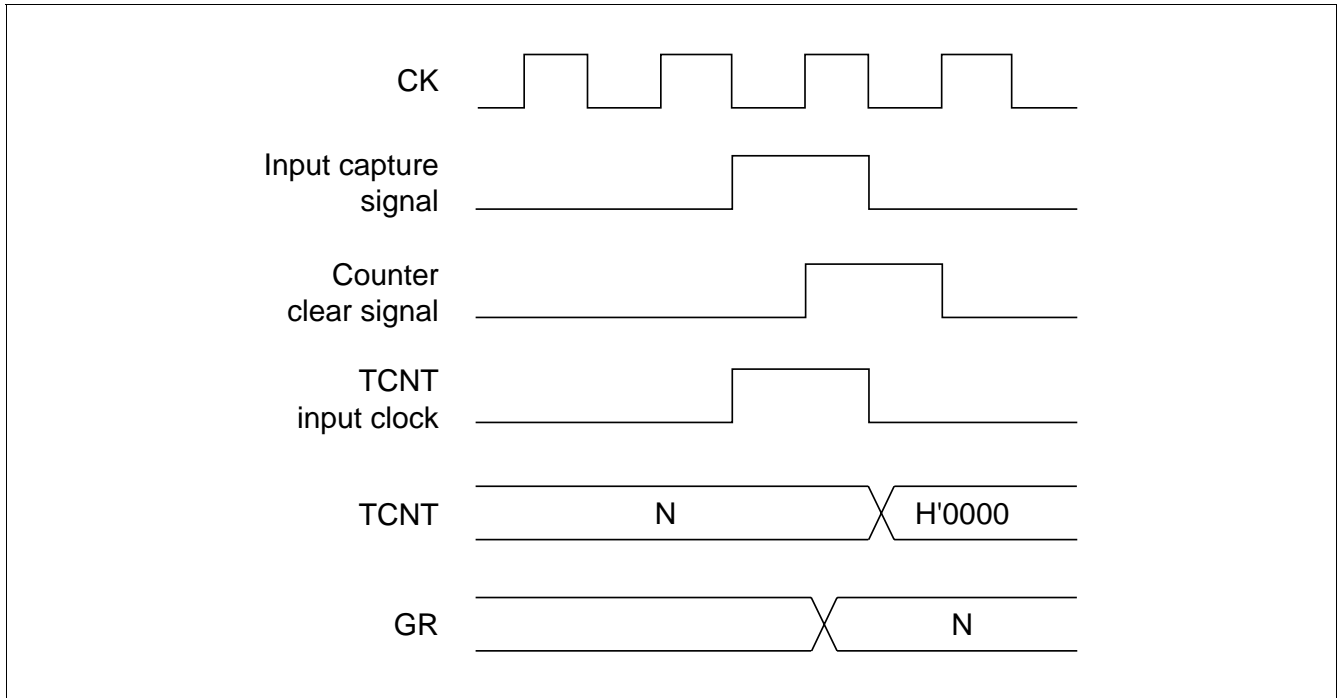 CK
Input capture
signal
Counter
clear signal
TCNT
input clock
TCNT
N
H'0000
GR
N